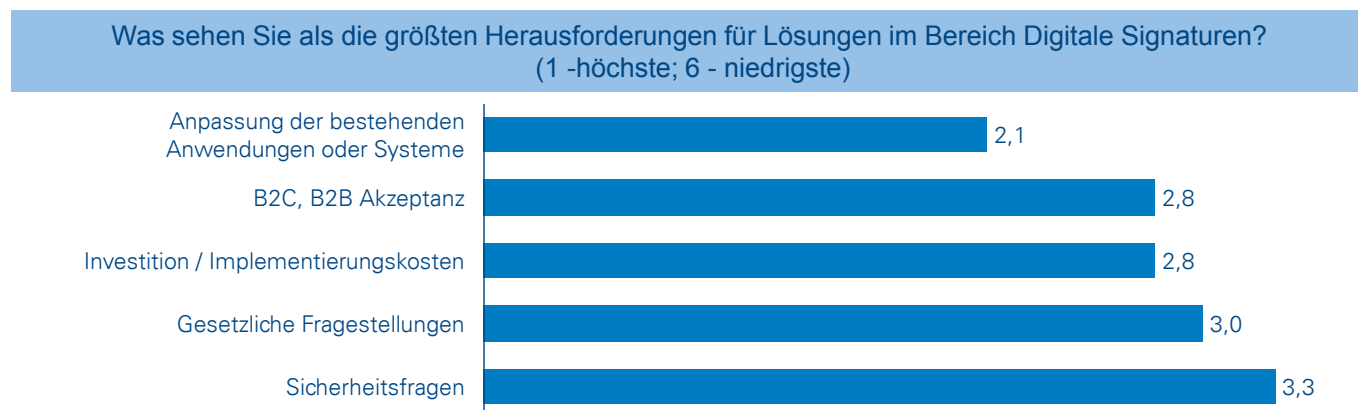 Was sehen Sie als die größten Herausforderungen für Lösungen im Bereich Digitale Signaturen?
(1 -höchste; 6 - niedrigste)
Anpassung der bestehenden
Anwendungen oder Systeme
2,1
B2C, B2B Akzeptanz
2,8
Investition / Implementierungskosten
2,8
Gesetzliche Fragestellungen
3,0
Sicherheitsfragen
3,3